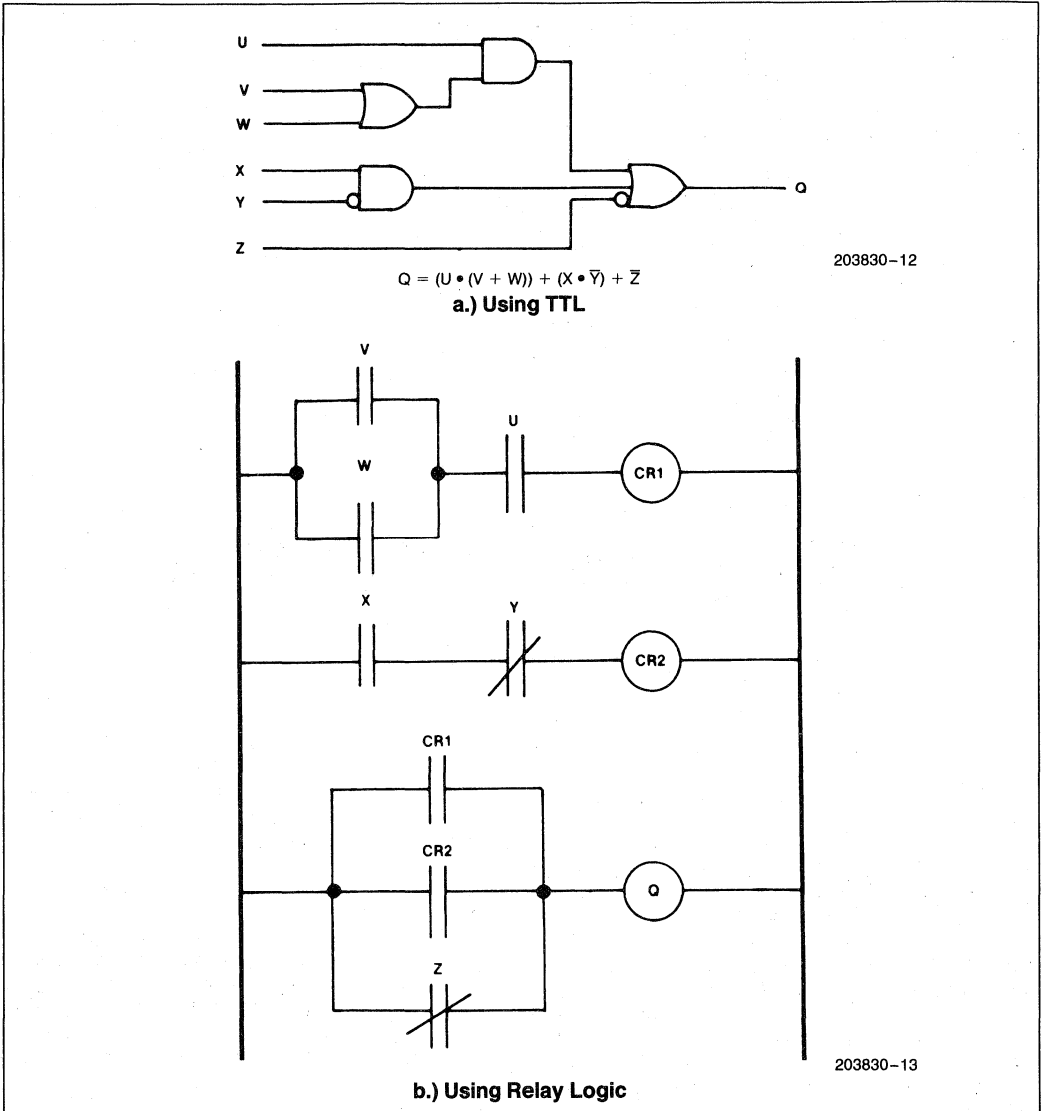 U
V
W
X
Y
Z
Q
203830-12
Q = (U • (V + W)) + (X • Y̅) + Z̅
a.) Using TTL
V
U
W
CR1
X
Y
CR2
CR1
CR2
Q
Z
203830-13
b.) Using Relay Logic